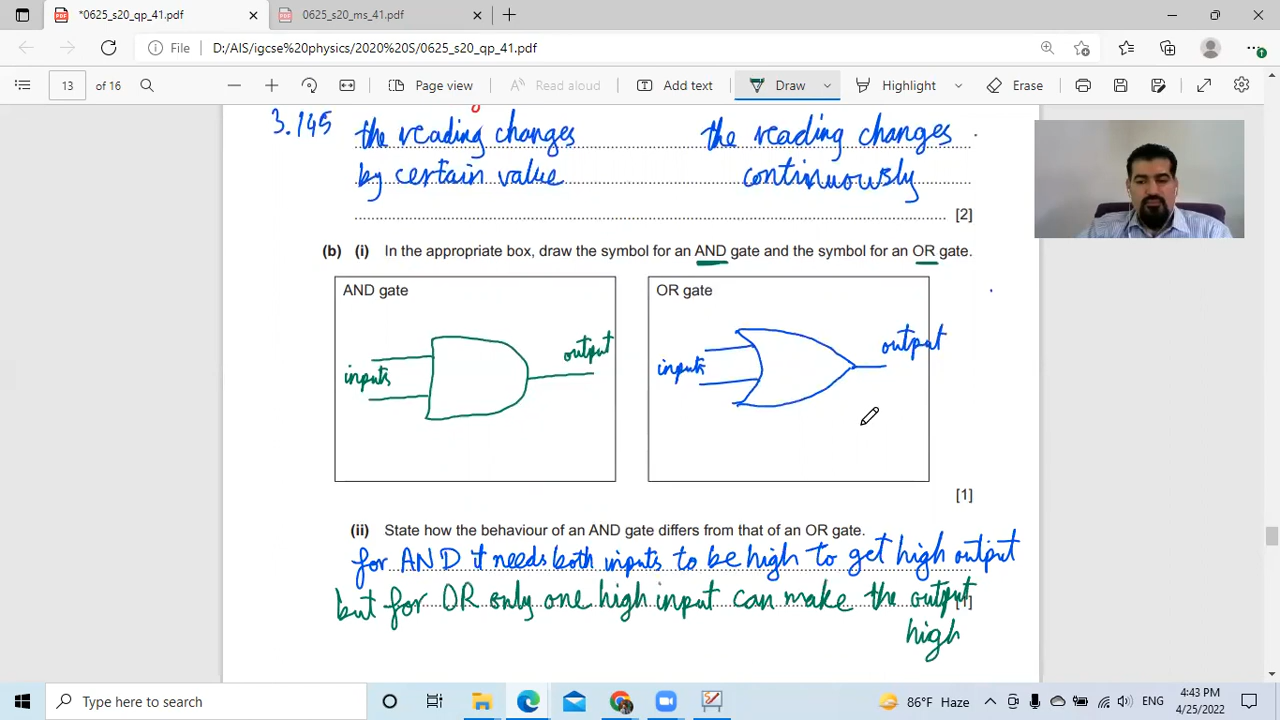 *0625_s20_qp_41.pdf
0625_s20_ms_41.pdf
File
D:/AIS/igcse%20physics/2020%20S/0625_s20_qp_41.pdf
13 of 16
Page view
Read aloud
Add text
Draw
Highlight
Erase
3.145
the reading changes
the reading changes
by certain value
continuously
[2]
(b) (i) In the appropriate box, draw the symbol for an AND gate and the symbol for an OR gate.
AND gate
OR gate
inputs
output
inputs
output
[1]
(ii) State how the behaviour of an AND gate differs from that of an OR gate.
for AND it needs both inputs to be high to get high output
but for OR only one high input can make the output
[1]
high
Type here to search
86°F Haze
ENG
4:43 PM
4/25/2022